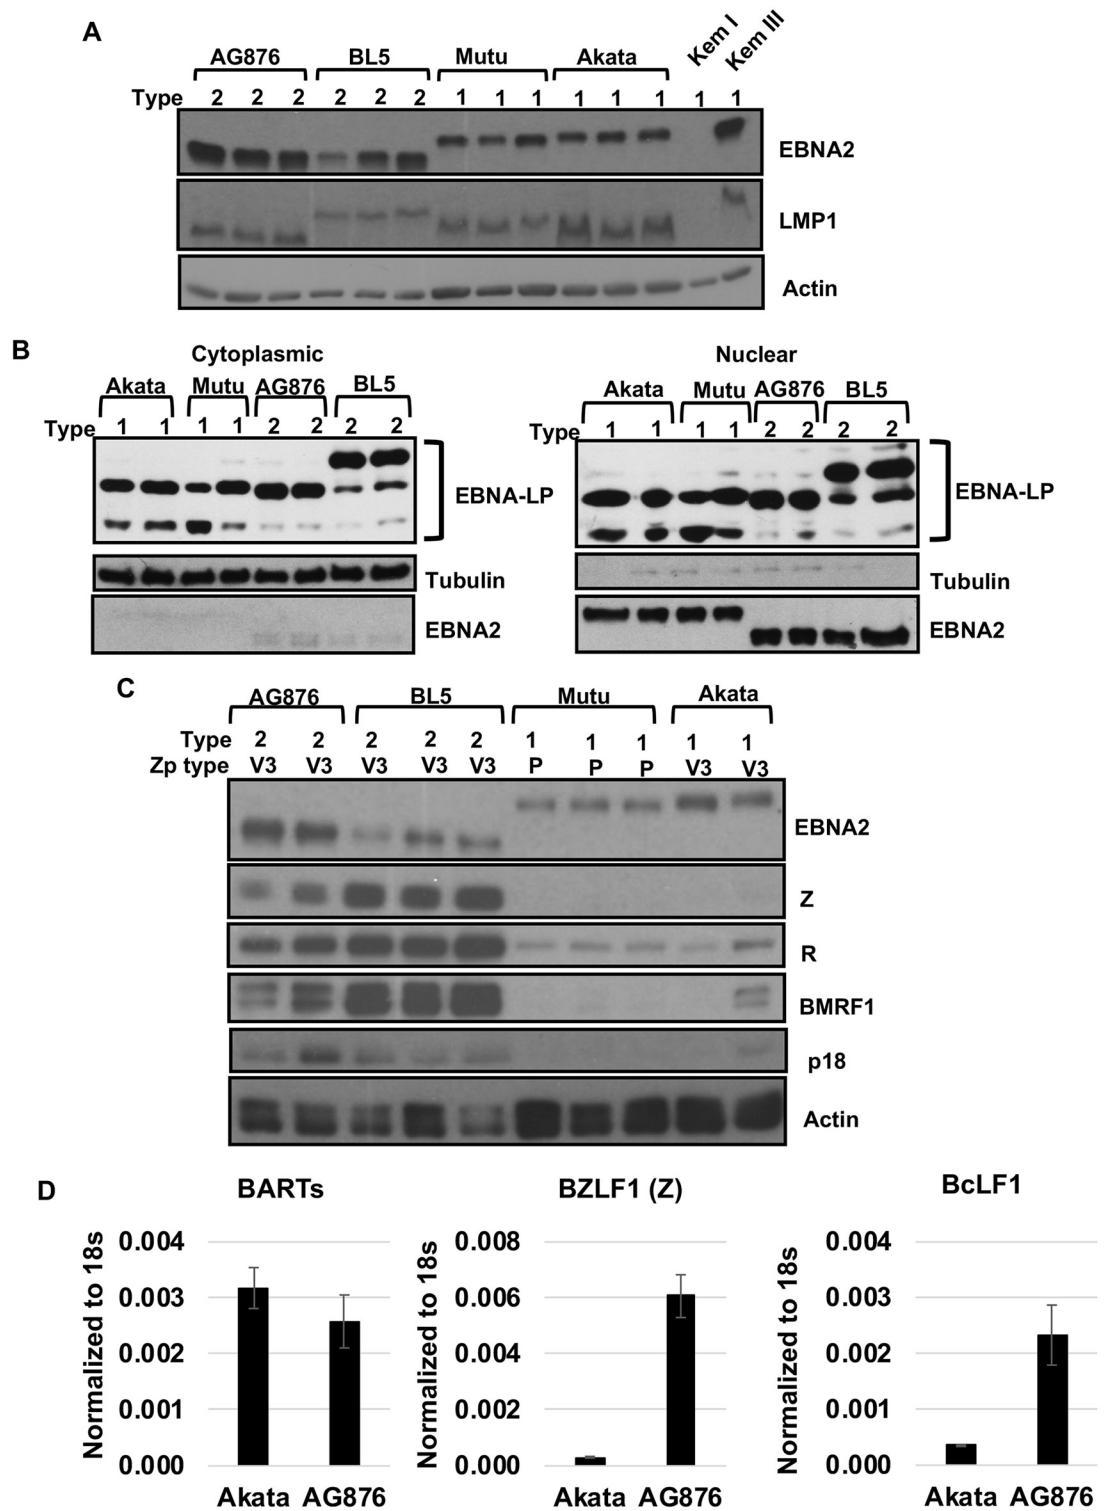 A
AG876 BL5 Mutu Akata Kem I Kem III
Type 2 2 2 2 2 2 1 1 1 1 1 1 1 1
EBNA2
LMP1
Actin
B
Cytoplasmic
Akata Mutu AG876 BL5
Type 1 1 1 1 2 2 2 2
EBNA-LP
Tubulin
EBNA2
Nuclear
Akata Mutu AG876 BL5
Type 1 1 1 1 2 2 2 2
EBNA-LP
Tubulin
EBNA2
C
AG876 BL5 Mutu Akata
Type 2 2 2 2 2 1 1 1 1 1
Zp type V3 V3 V3 V3 V3 P P P V3 V3
EBNA2
Z
R
BMRF1
p18
Actin
D
BARTs
Normalized to 18s
0.004
0.003
0.002
0.001
0.000
Akata AG876
BZLF1 (Z)
Normalized to 18s
0.008
0.006
0.004
0.002
0.000
Akata AG876
BcLF1
Normalized to 18s
0.004
0.003
0.002
0.001
0.000
Akata AG876